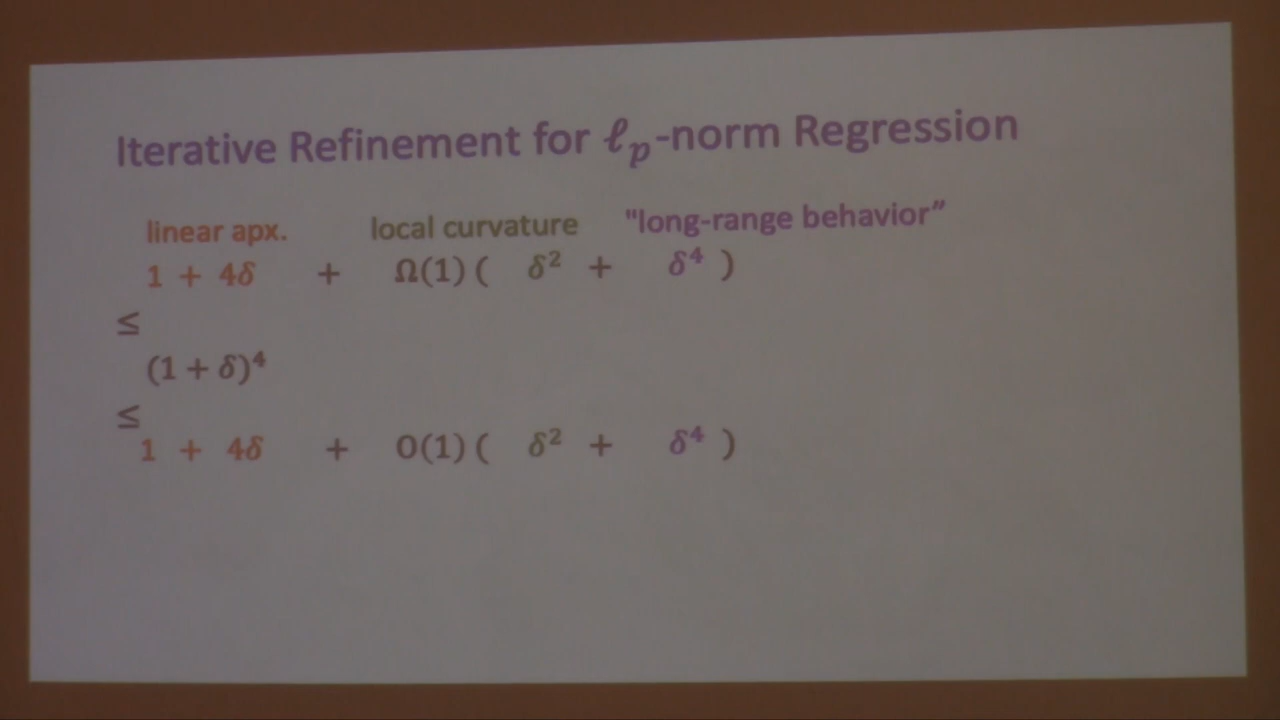 Iterative Refinement for ℓₚ-norm Regression
linear apx. local curvature "long-range behavior”
1 + 4δ + Ω(1) ( δ² + δ⁴ )
≤
(1 + δ)⁴
≤
1 + 4δ + O(1) ( δ² + δ⁴ )